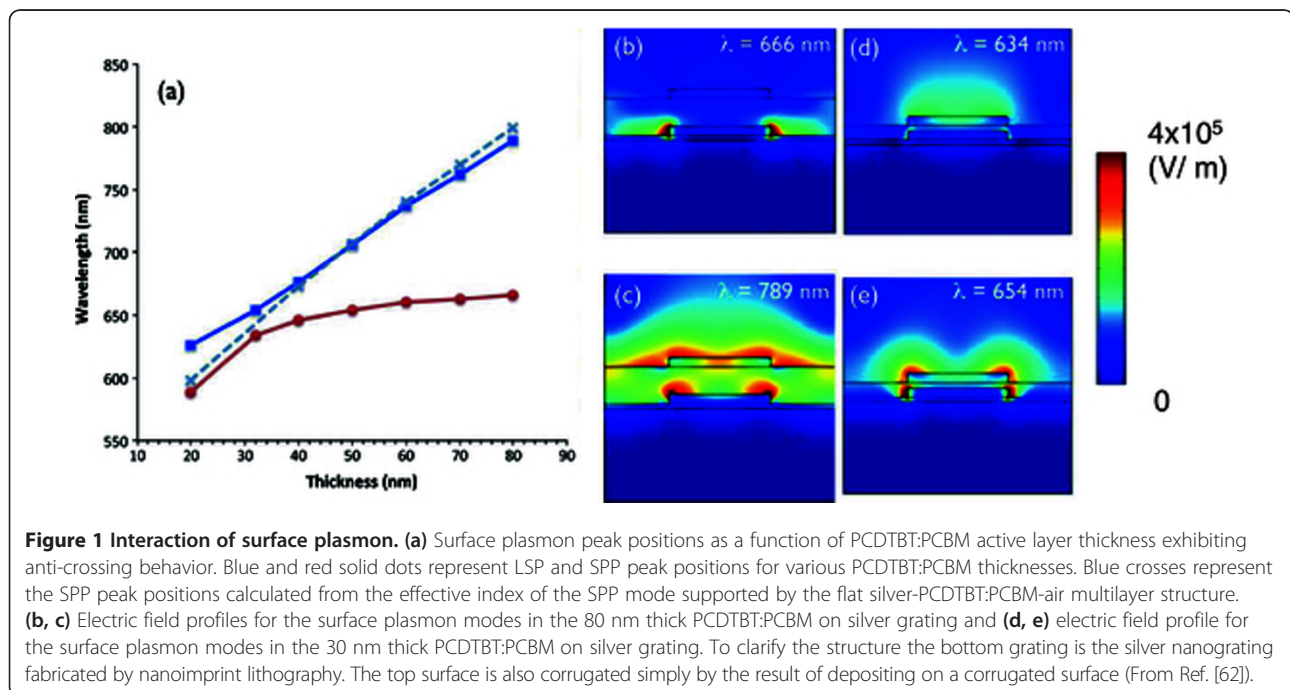 850
800
750
700
650
600
550
Wavelength (nm)
(a)
10 20 30 40 50 60 70 80 90
Thickness (nm)
(b) λ = 666 nm
(d) λ = 634 nm
(c) λ = 789 nm
(e) λ = 654 nm
4x10⁵
(V/ m)
0
Figure 1 Interaction of surface plasmon. (a) Surface plasmon peak positions as a function of PCDTBT:PCBM active layer thickness exhibiting
anti-crossing behavior. Blue and red solid dots represent LSP and SPP peak positions for various PCDTBT:PCBM thicknesses. Blue crosses represent
the SPP peak positions calculated from the effective index of the SPP mode supported by the flat silver-PCDTBT:PCBM-air multilayer structure.
(b, c) Electric field profiles for the surface plasmon modes in the 80 nm thick PCDTBT:PCBM on silver grating and (d, e) electric field profile for
the surface plasmon modes in the 30 nm thick PCDTBT:PCBM on silver grating. To clarify the structure the bottom grating is the silver nanograting
fabricated by nanoimprint lithography. The top surface is also corrugated simply by the result of depositing on a corrugated surface (From Ref. [62]).